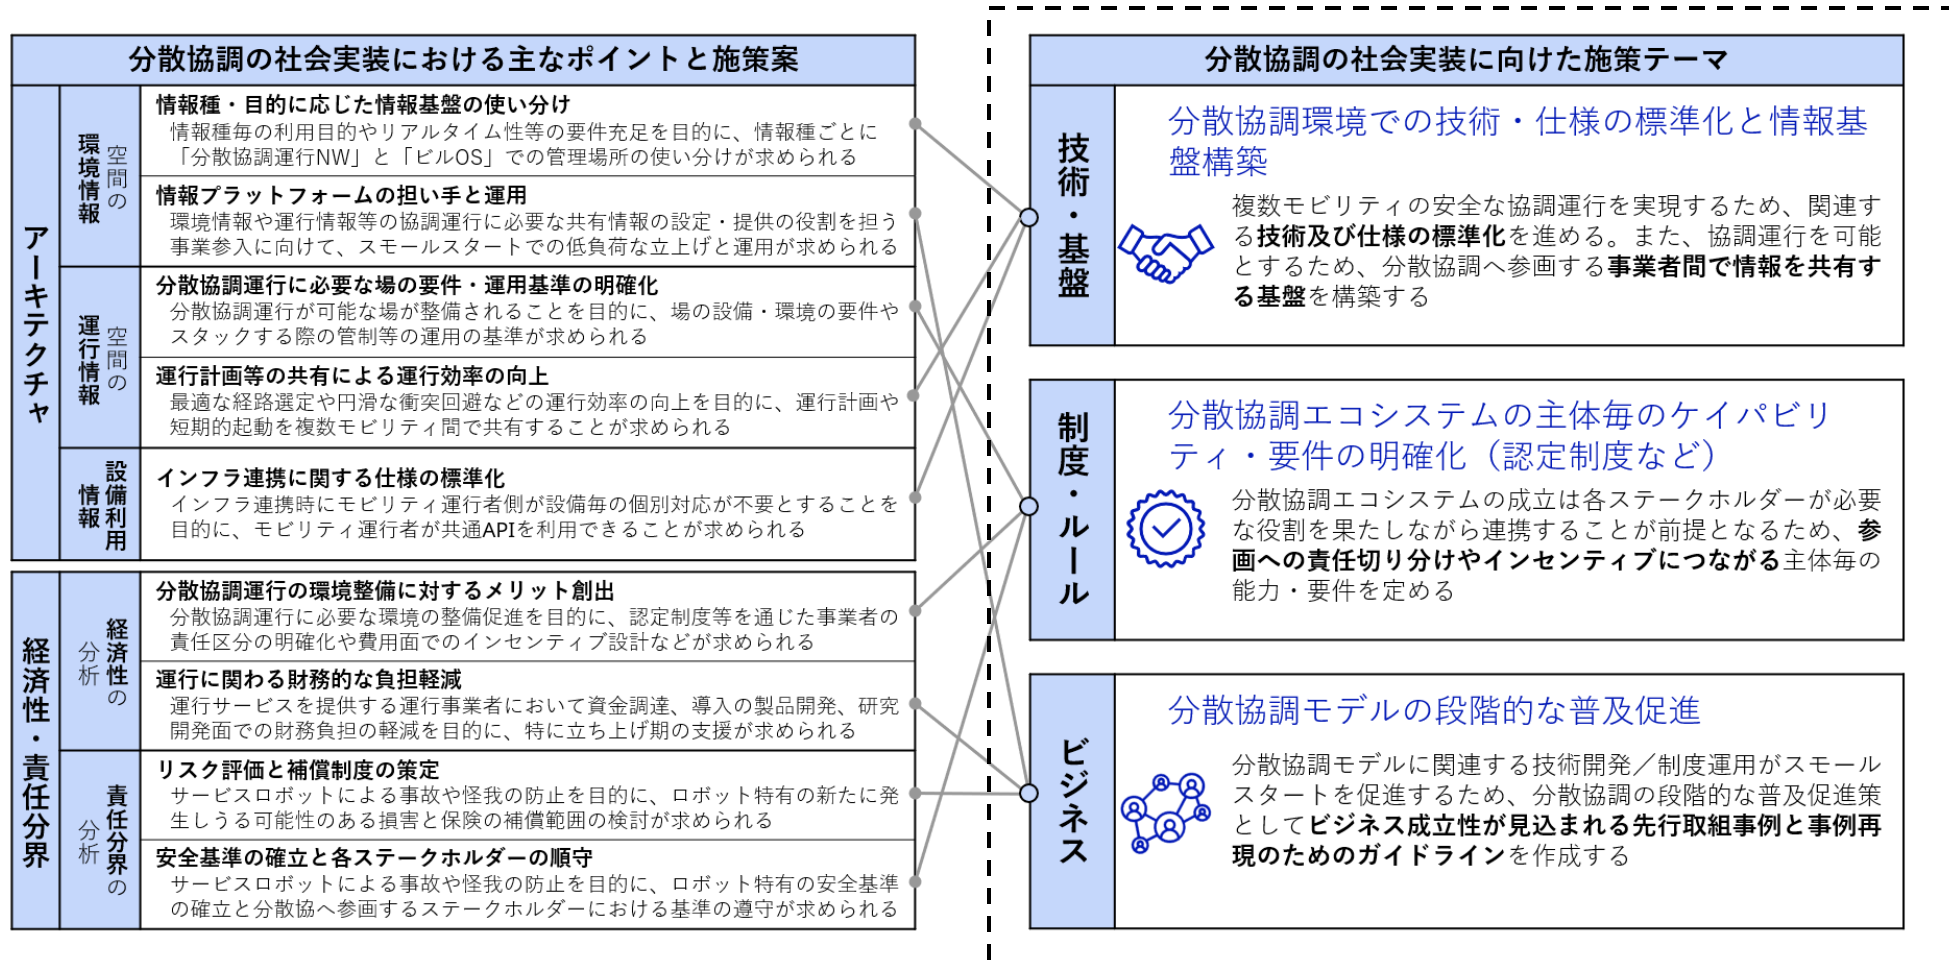 分散協調の社会実装における主なポイントと施策案
アーキテクチャ
空間の
環境情報
情報種・目的に応じた情報基盤の使い分け
情報種毎の利用目的やリアルタイム性等の要件充足を目的に、情報種ごとに
「分散協調運行NW」と「ビルOS」での管理場所の使い分けが求められる
情報プラットフォームの担い手と運用
環境情報や運行情報等の協調運行に必要な共有情報の設定・提供の役割を担う
事業参入に向けて、スモールスタートでの低負荷な立上げと運用が求められる
空間の
運行情報
分散協調運行に必要な場の要件・運用基準の明確化
分散協調運行が可能な場が整備されることを目的に、場の設備・環境の要件や
スタックする際の管制等の運用の基準が求められる
運行計画等の共有による運行効率の向上
最適な経路選定や円滑な衝突回避などの運行効率の向上を目的に、運行計画や
短期的起動を複数モビリティ間で共有することが求められる
設備利用
情報
インフラ連携に関する仕様の標準化
インフラ連携時にモビリティ運行者側が設備毎の個別対応が不要とすることを
目的に、モビリティ運行者が共通APIを利用できることが求められる
経済性・責任分界
経済性の
分析
分散協調運行の環境整備に対するメリット創出
分散協調運行に必要な環境の整備促進を目的に、認定制度等を通じた事業者の
責任区分の明確化や費用面でのインセンティブ設計などが求められる
運行に関わる財務的な負担軽減
運行サービスを提供する運行事業者において資金調達、導入の製品開発、研究
開発面での財務負担の軽減を目的に、特に立ち上げ期の支援が求められる
責任分界の
分析
リスク評価と補償制度の策定
サービスロボットによる事故や怪我の防止を目的に、ロボット特有の新たに発
生しうる可能性のある損害と保険の補償範囲の検討が求められる
安全基準の確立と各ステークホルダーの順守
サービスロボットによる事故や怪我の防止を目的に、ロボット特有の安全基準
の確立と分散協へ参画するステークホルダーにおける基準の遵守が求められる
分散協調の社会実装に向けた施策テーマ
技術・基盤
分散協調環境での技術・仕様の標準化と情報基
盤構築
複数モビリティの安全な協調運行を実現するため、関連す
る技術及び仕様の標準化を進める。また、協調運行を可能
とするため、分散協調へ参画する事業者間で情報を共有す
る基盤を構築する
制度・ルール
分散協調エコシステムの主体毎のケイパビリ
ティ・要件の明確化（認定制度など）
分散協調エコシステムの成立は各ステークホルダーが必要
な役割を果たしながら連携することが前提となるため、参
画への責任切り分けやインセンティブにつながる主体毎の
能力・要件を定める
ビジネス
分散協調モデルの段階的な普及促進
分散協調モデルに関連する技術開発／制度運用がスモール
スタートを促進するため、分散協調の段階的な普及促進策
としてビジネス成立性が見込まれる先行取組事例と事例再
現のためのガイドラインを作成する